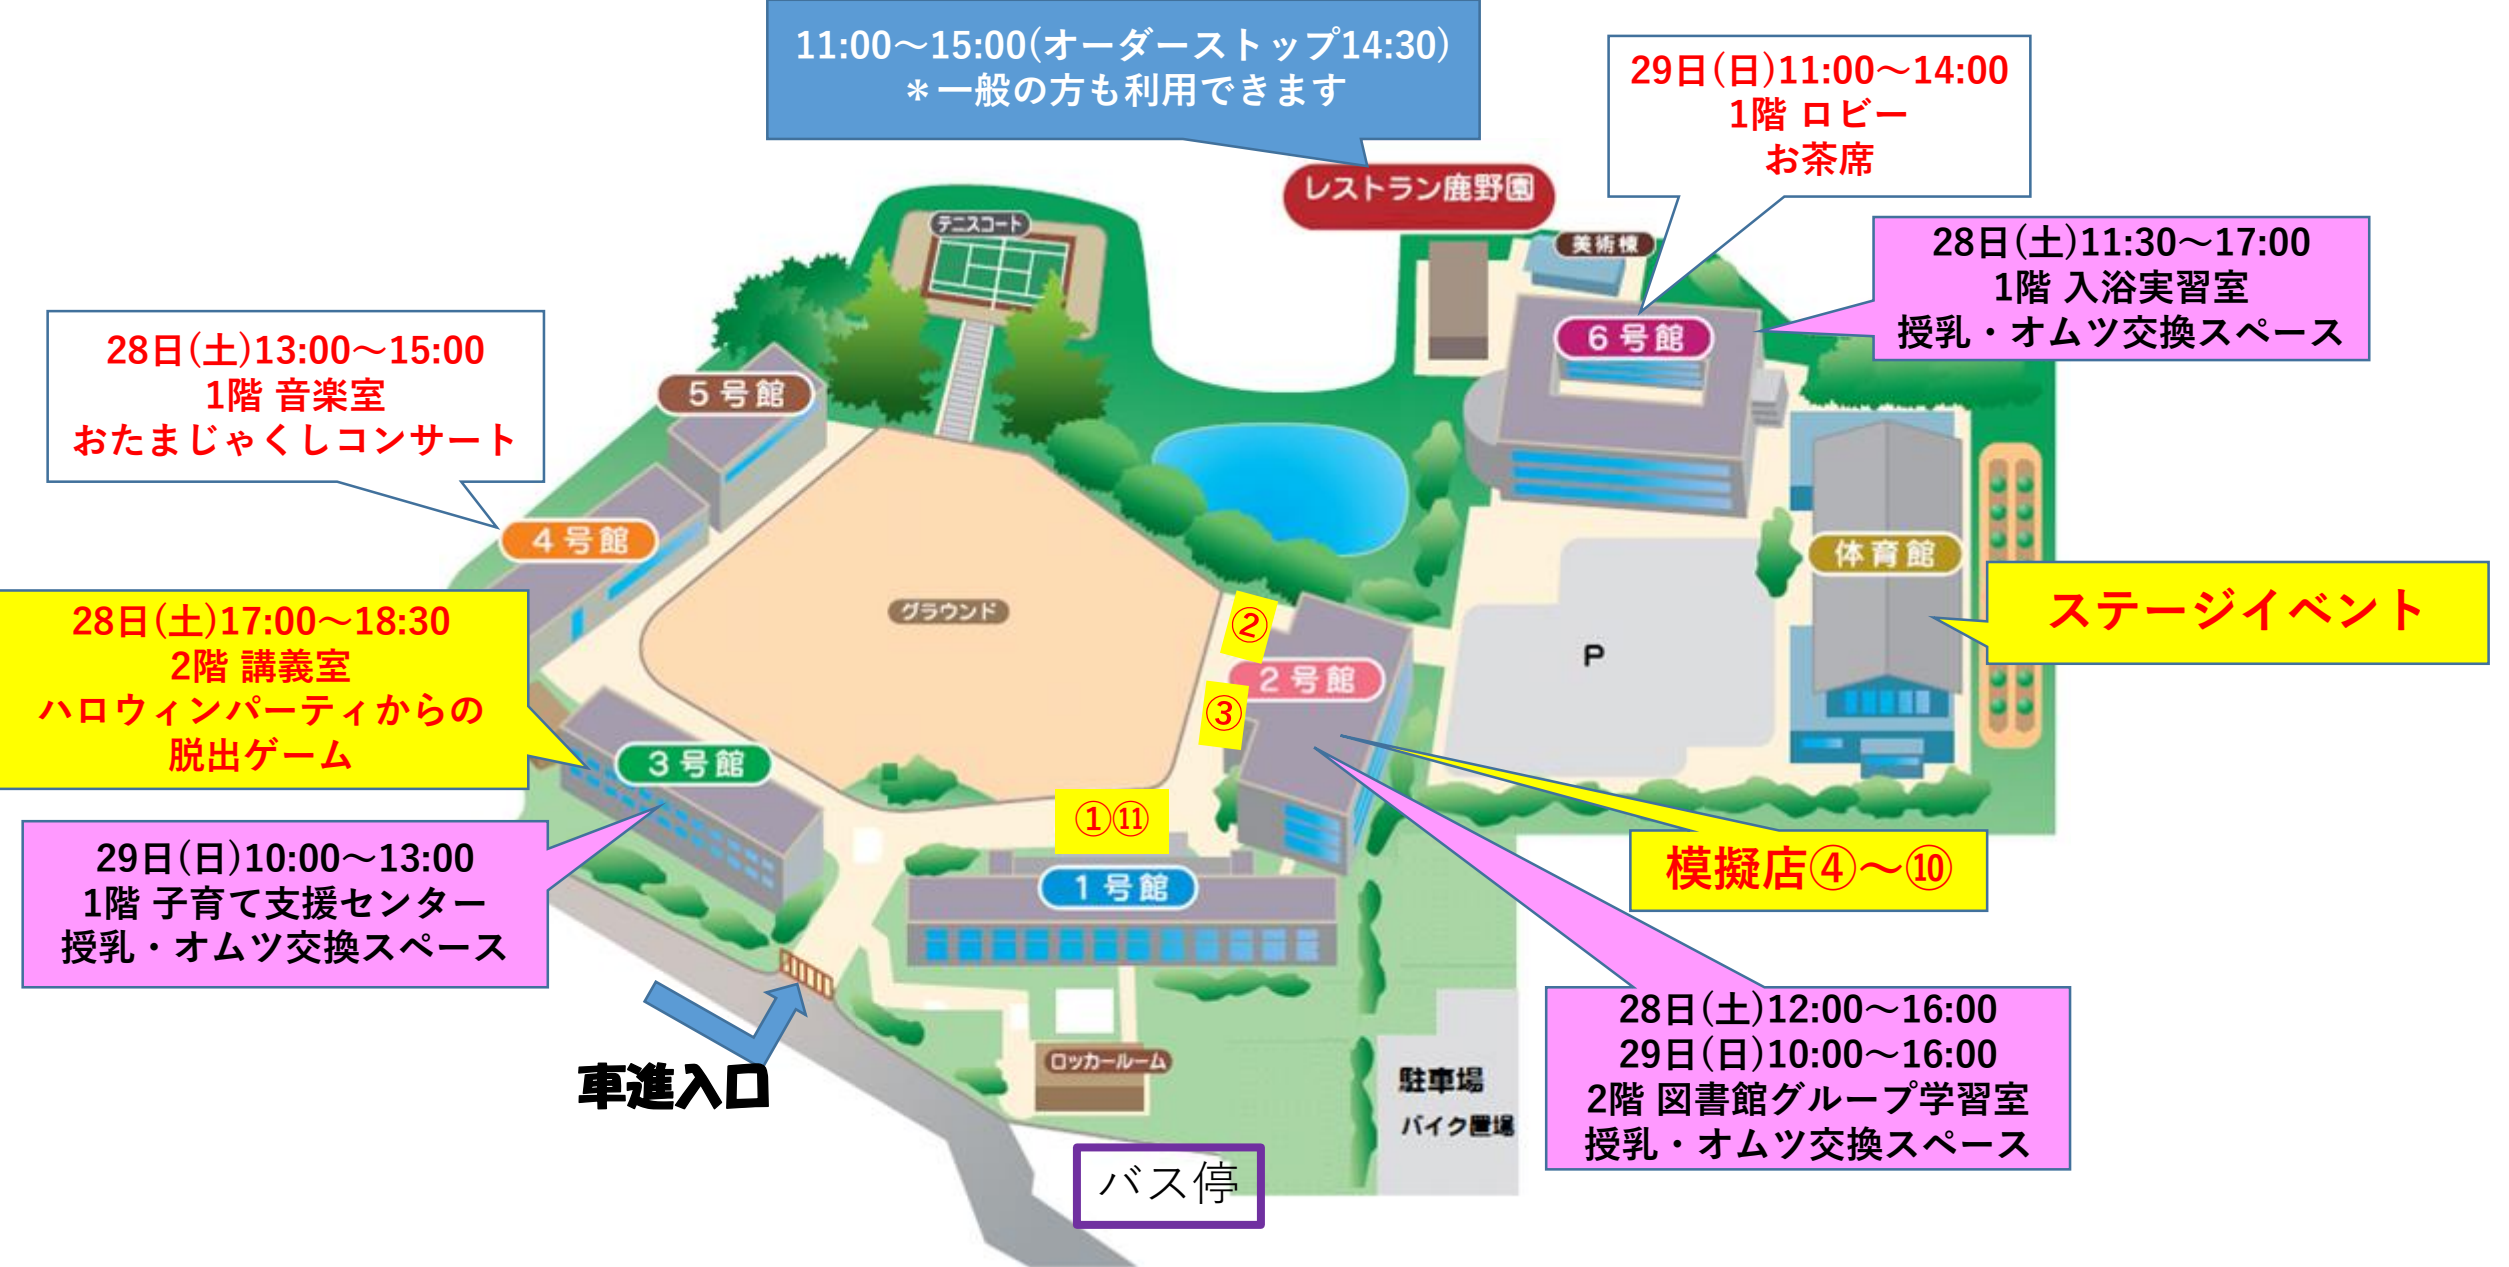 11:00～15:00(オーダーストップ14:30)
＊一般の方も利用できます
29日(日)11:00～14:00
1階 ロビー
お茶席
レストラン鹿野園
テニスコート
美術棟
28日(土)11:30～17:00
1階 入浴実習室
授乳・オムツ交換スペース
28日(土)13:00～15:00
1階 音楽室
おたまじゃくしコンサート
6号館
5号館
4号館
体育館
ステージイベント
グラウンド
28日(土)17:00～18:30
2階 講義室
ハロウィンパーティからの
脱出ゲーム
②
2号館
③
P
3号館
①⑪
模擬店④～⑩
29日(日)10:00～13:00
1階 子育て支援センター
授乳・オムツ交換スペース
1号館
28日(土)12:00～16:00
29日(日)10:00～16:00
2階 図書館グループ学習室
授乳・オムツ交換スペース
車進入口
ロッカールーム
駐車場
バイク置場
バス停